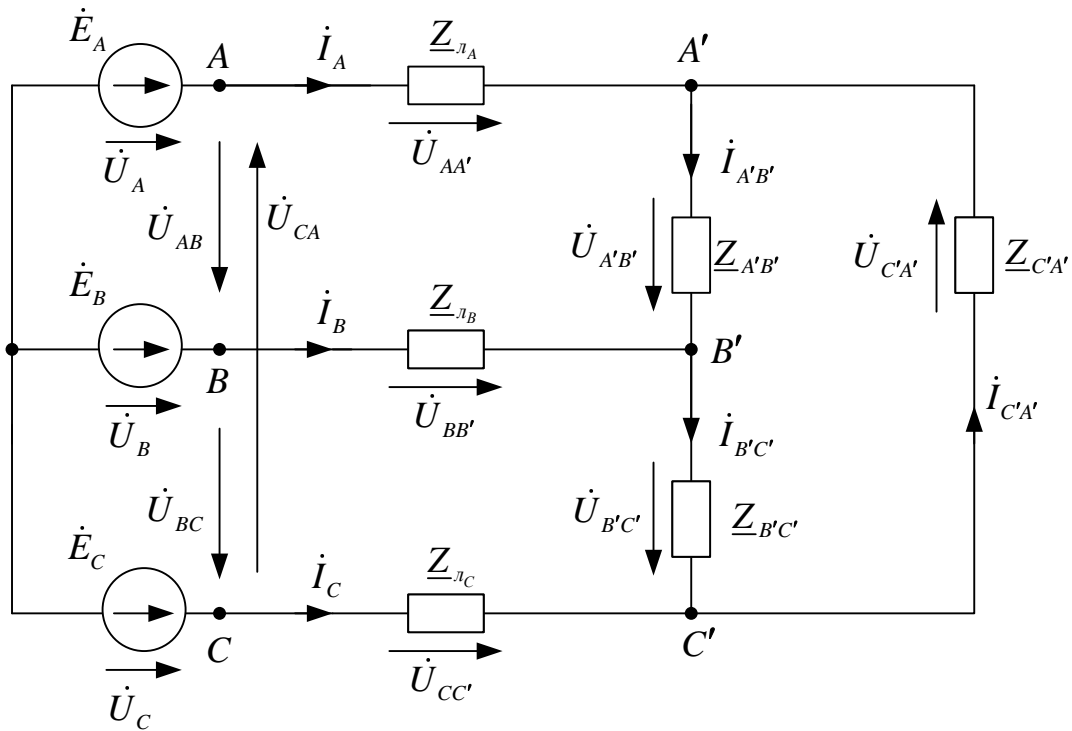 Ė_A
A
İ_A
Z_лA
A′
U̇_A
U̇_AA′
İ_A′B′
U̇_AB
U̇_CA
U̇_A′B′
Z_A′B′
U̇_C′A′
Z_C′A′
Ė_B
B
İ_B
Z_лB
B′
U̇_B
U̇_BB′
İ_C′A′
İ_B′C′
U̇_BC
U̇_B′C′
Z_B′C′
Ė_C
C
İ_C
Z_лC
C′
U̇_C
U̇_CC′